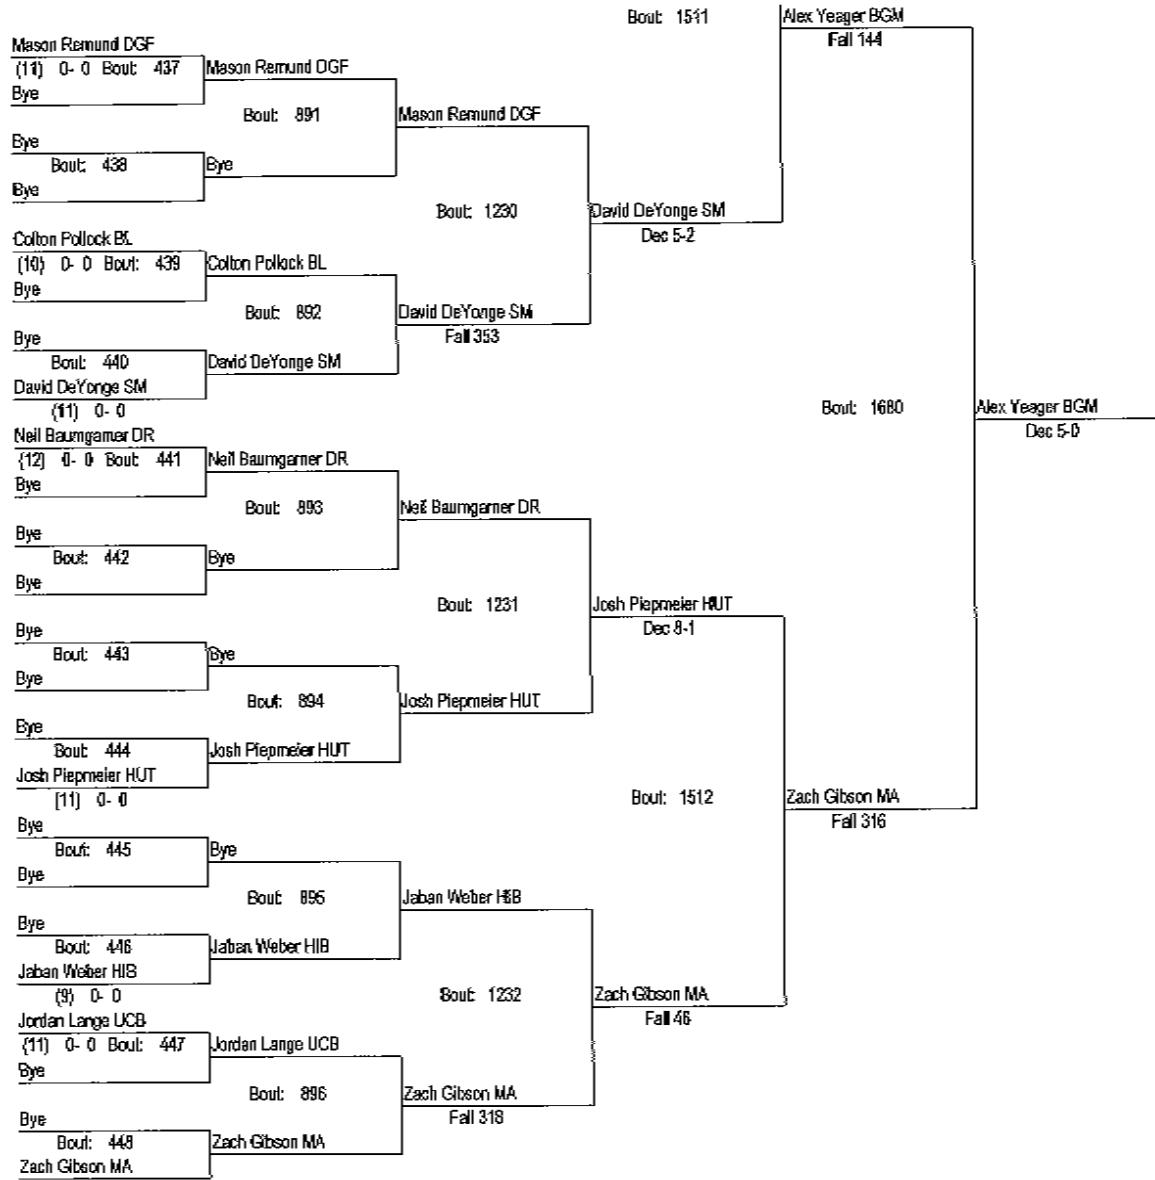 Bout: 1511
Alex Yeager BGM
Fall 144
Mason Remund DGF
(11) 0- 0 Bout: 437
Mason Remund DGF
Bye
Bout: 891
Mason Remund DGF
Bye
Bout: 438
Bye
Bye
Bout: 1230
David DeYonge SM
Dec 5-2
Colton Pollock BL
(10) 0- 0 Bout: 439
Colton Pollock BL
Bye
Bout: 892
David DeYonge SM
Fall 353
Bye
Bout: 440
David DeYonge SM
David DeYonge SM
(11) 0- 0
Bout: 1680
Alex Yeager BGM
Dec 5-0
Neil Baumgarner DR
(12) 0- 0 Bout: 441
Neil Baumgarner DR
Bye
Bout: 893
Neil Baumgarner DR
Bye
Bout: 442
Bye
Bye
Bout: 1231
Josh Piepmeier HUT
Dec 8-1
Bye
Bout: 443
Bye
Bye
Bout: 894
Josh Piepmeier HUT
Bye
Bout: 444
Josh Piepmeier HUT
Josh Piepmeier HUT
(11) 0- 0
Bout: 1512
Zach Gibson MA
Fall 316
Bye
Bout: 445
Bye
Bye
Bout: 895
Jaban Weber HIB
Bye
Bout: 446
Jaban Weber HIB
Jaban Weber HIB
(9) 0- 0
Bout: 1232
Zach Gibson MA
Fall 46
Jordan Lange UCB
(11) 0- 0 Bout: 447
Jordan Lange UCB
Bye
Bout: 896
Zach Gibson MA
Fall 318
Bye
Bout: 448
Zach Gibson MA
Zach Gibson MA